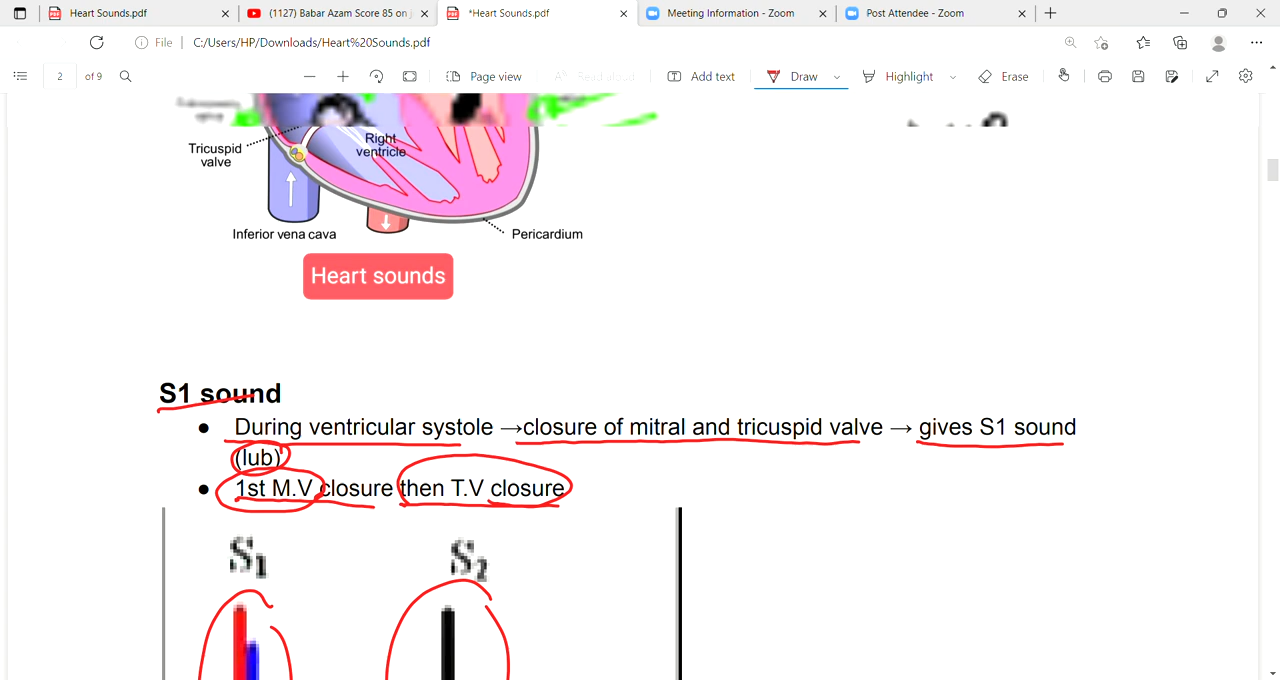 Heart Sounds.pdf
(1127) Babar Azam Score 85 on
*Heart Sounds.pdf
Meeting Information - Zoom
Post Attendee - Zoom
File
C:/Users/HP/Downloads/Heart%20Sounds.pdf
2 of 9
Page view
Read aloud
Add text
Draw
Highlight
Erase
Tricuspid
valve
Right
ventricle
Inferior vena cava
Pericardium
Heart sounds
S1 sound
● During ventricular systole →closure of mitral and tricuspid valve → gives S1 sound
(lub)
● 1st M.V closure then T.V closure
S1 S2